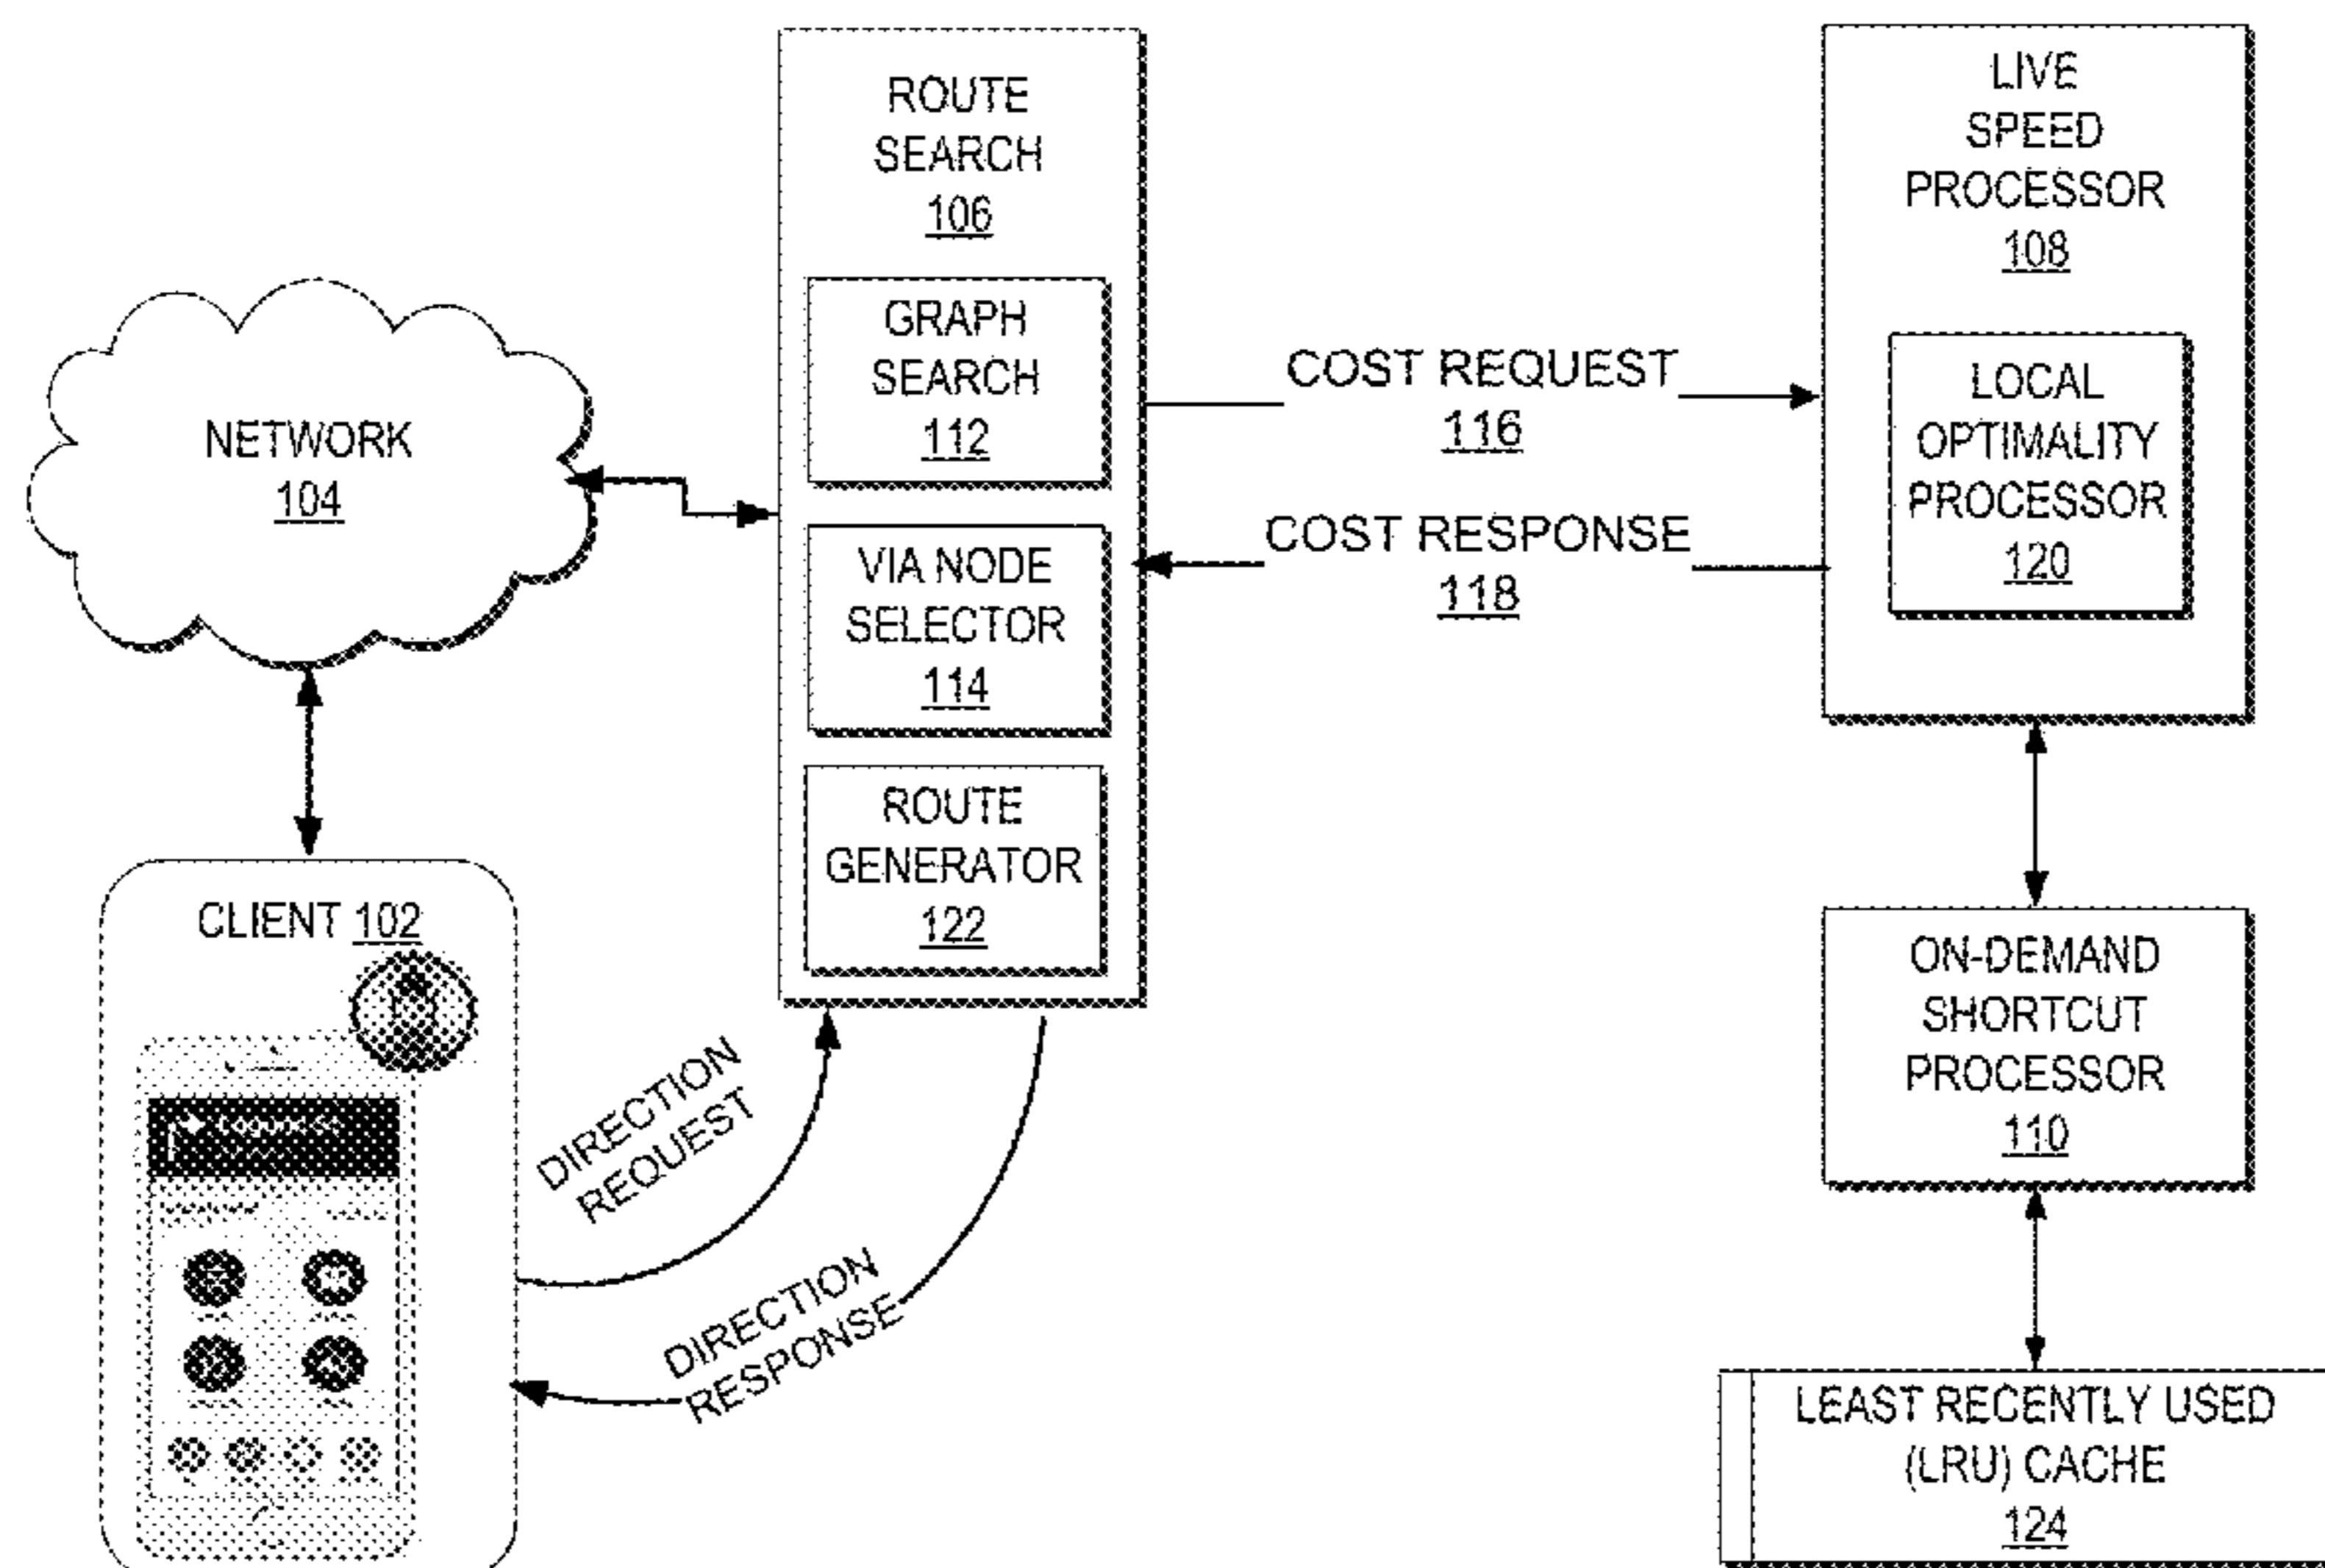 ROUTE
SEARCH
106
GRAPH
SEARCH
112
VIA NODE
SELECTOR
114
ROUTE
GENERATOR
122
NETWORK
104
CLIENT 102
DIRECTION
REQUEST
DIRECTION
RESPONSE
COST REQUEST
116
COST RESPONSE
118
LIVE
SPEED
PROCESSOR
108
LOCAL
OPTIMALITY
PROCESSOR
120
ON-DEMAND
SHORTCUT
PROCESSOR
110
LEAST RECENTLY USED
(LRU) CACHE
124